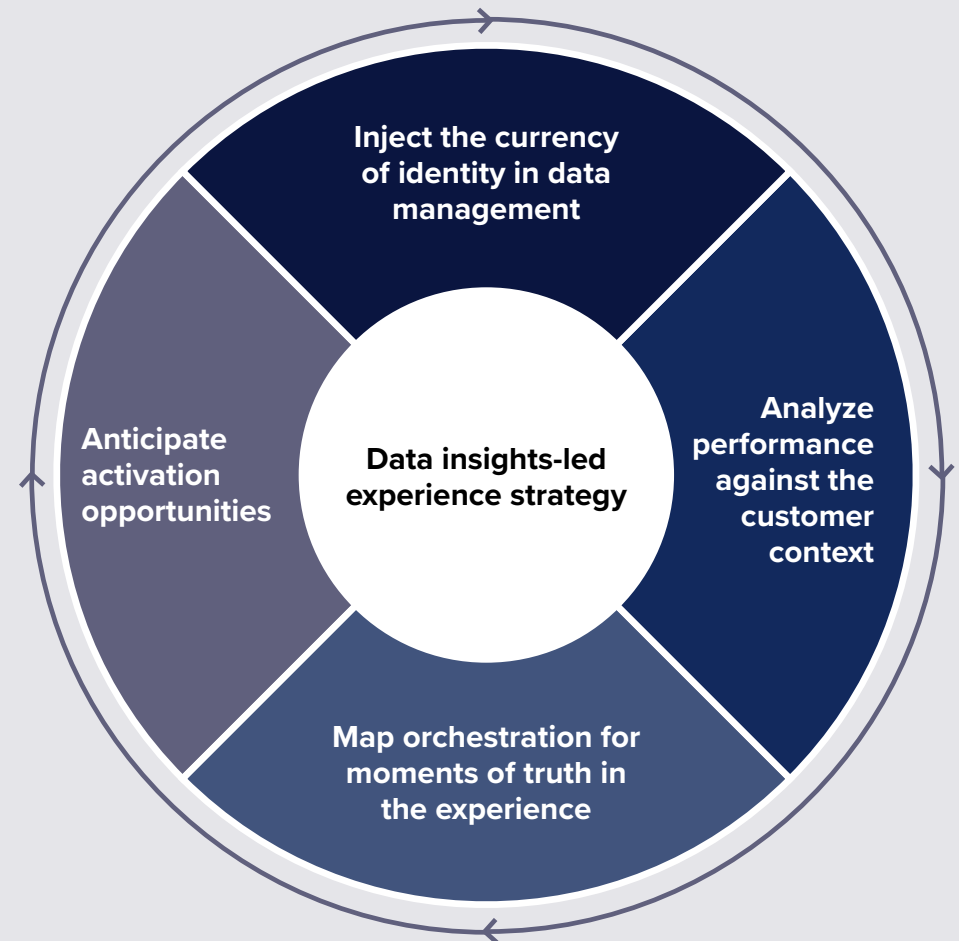 Inject the currency
of identity in data
management
Analyze
performance
against the
customer
context
Map orchestration for
moments of truth in
the experience
Anticipate
activation
opportunities
Data insights-led
experience strategy